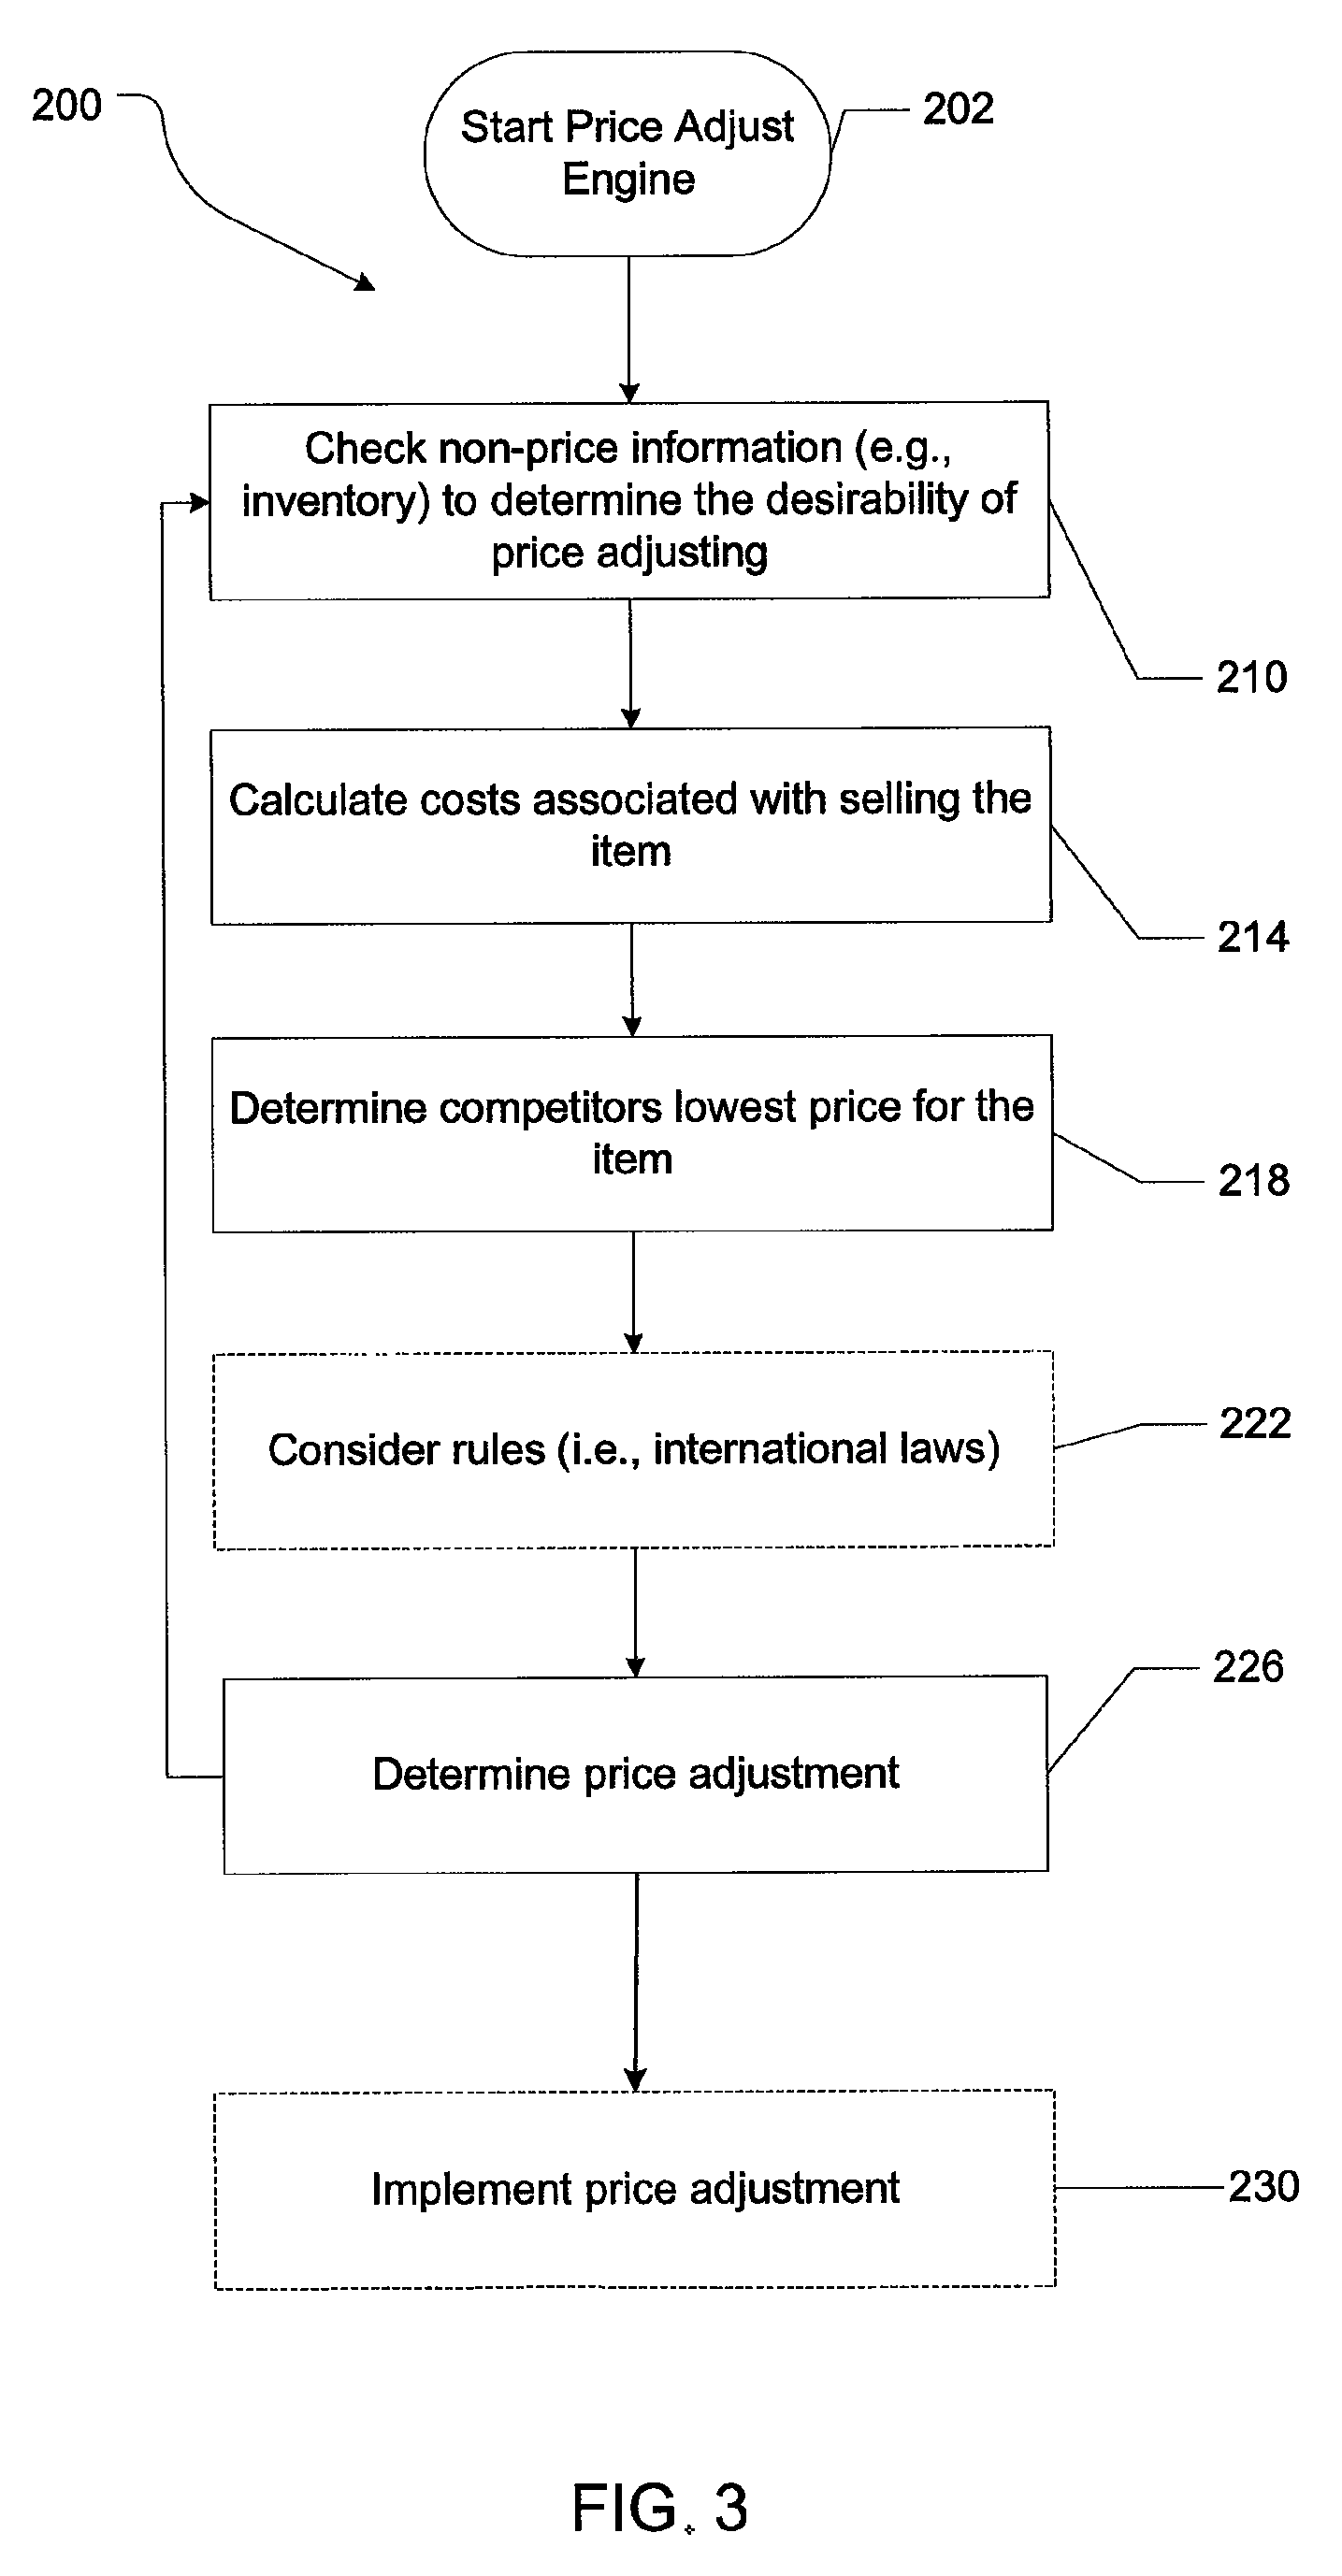 200
Start Price Adjust
Engine
202
Check non-price information (e.g.,
inventory) to determine the desirability of
price adjusting
210
Calculate costs associated with selling the
item
214
Determine competitors lowest price for the
item
218
Consider rules (i.e., international laws)
222
226
Determine price adjustment
Implement price adjustment
230
FIG. 3